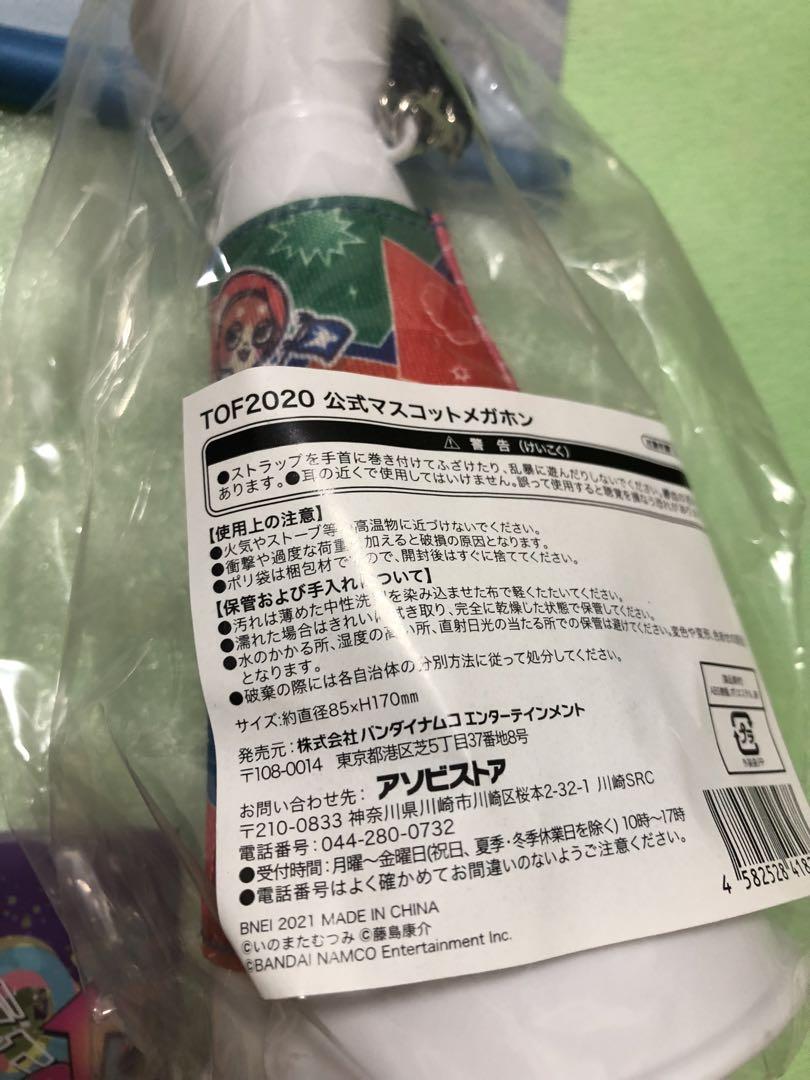 TOF2020 公式マスコットメガホン
⚠ 警告 (けいこく)
●ストラップを手首に巻き付けてふざけたり、乱暴に遊んだりしないでください。
あります。●耳の近くで使用してはいけません。誤って使用すると聴覚を損なう恐れがあり
【使用上の注意】
●火気やストーブ等 高温物に近づけないでください。
●衝撃や過度な荷重 加えると破損の原因となります。
●ポリ袋は梱包材で ので、開封後はすぐに捨ててください。
【保管および手入れについて】
●汚れは薄めた中性洗 を染み込ませた布で軽くたたいてください。
●濡れた場合はきれいに拭き取り、完全に乾燥した状態で保管してください。
●水のかかる所、湿度の高い所、直射日光の当たる所での保管は避けてください。変色や変形、
となります。
●破棄の際には各自治体の分別方法に従って処分してください。
サイズ:約直径85×H170mm
発売元:株式会社バンダイナムコエンターテインメント
〒108-0014 東京都港区芝5丁目37番地8号
お問い合わせ先: アソビストア
〒210-0833 神奈川県川崎市川崎区桜本2-32-1 川崎SRC
電話番号:044-280-0732
●受付時間:月曜〜金曜日(祝日、夏季・冬季休業日を除く) 10時〜17時
●電話番号はよく確かめてお間違いのないようご注意ください。
BNEI 2021 MADE IN CHINA
©いのまたむつみ ©藤島康介
©BANDAI NAMCO Entertainment Inc.
プラ
4 582528 418